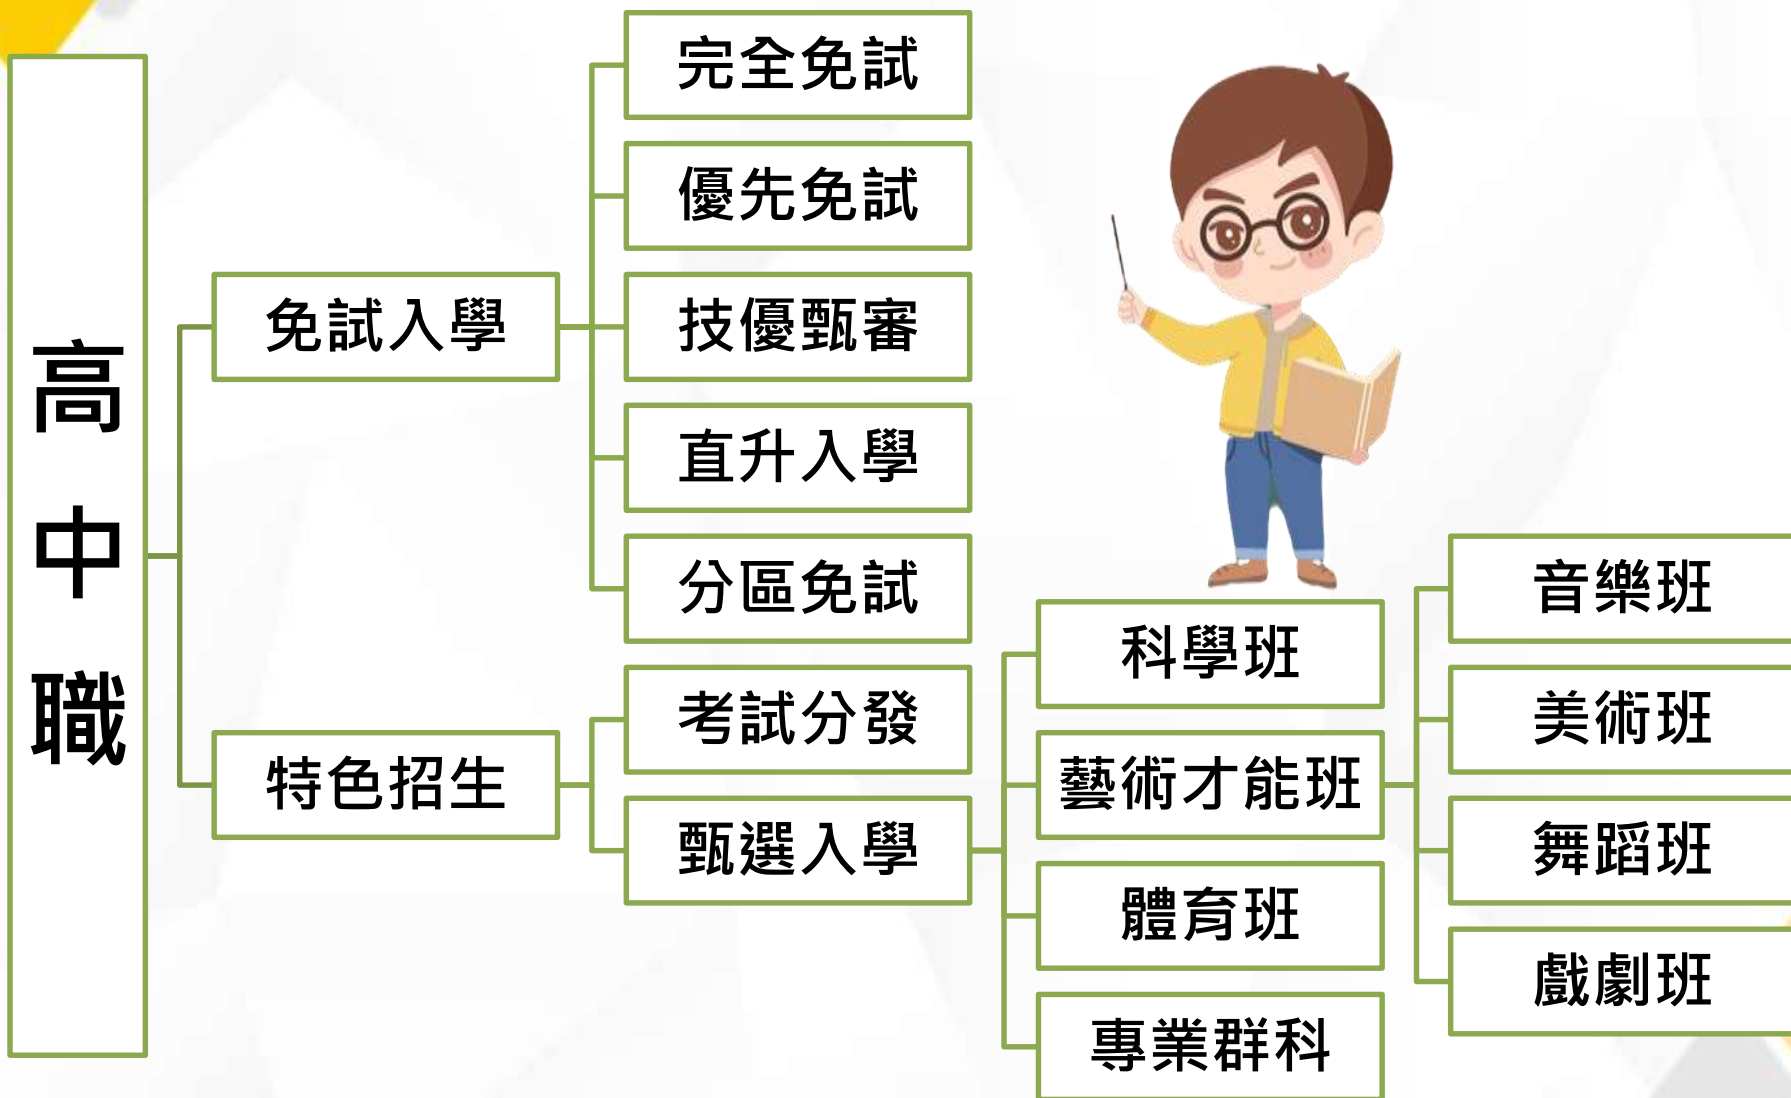 高中職
免試入學
完全免試
優先免試
技優甄審
直升入學
分區免試
特色招生
考試分發
甄選入學
科學班
藝術才能班
體育班
專業群科
音樂班
美術班
舞蹈班
戲劇班